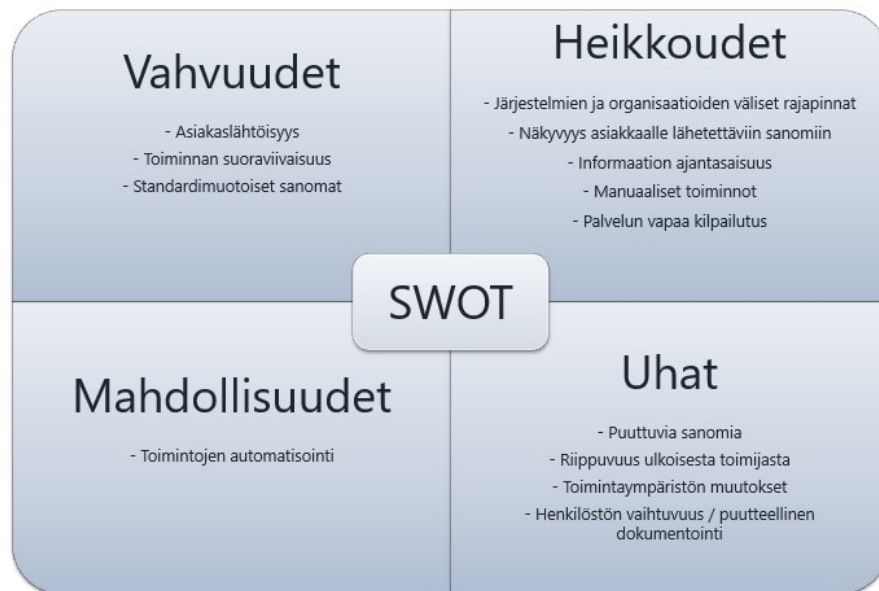 Vahvuudet
- Asiakaslähtöisyys
- Toiminnan suoraviivaisuus
- Standardimuotoiset sanomat
Heikkoudet
- Järjestelmien ja organisaatioiden väliset rajapinnat
- Näkyvyys asiakkaalle lähetettäviin sanomiin
- Informaation ajantasaisuus
- Manuaaliset toiminnot
- Palvelun vapaa kilpailutus
SWOT
Mahdollisuudet
- Toimintojen automatisointi
Uhat
- Puuttuvia sanomia
- Riippuvuus ulkoisesta toimijasta
- Toimintaympäristön muutokset
- Henkilöstön vaihtuvuus / puutteellinen
dokumentointi